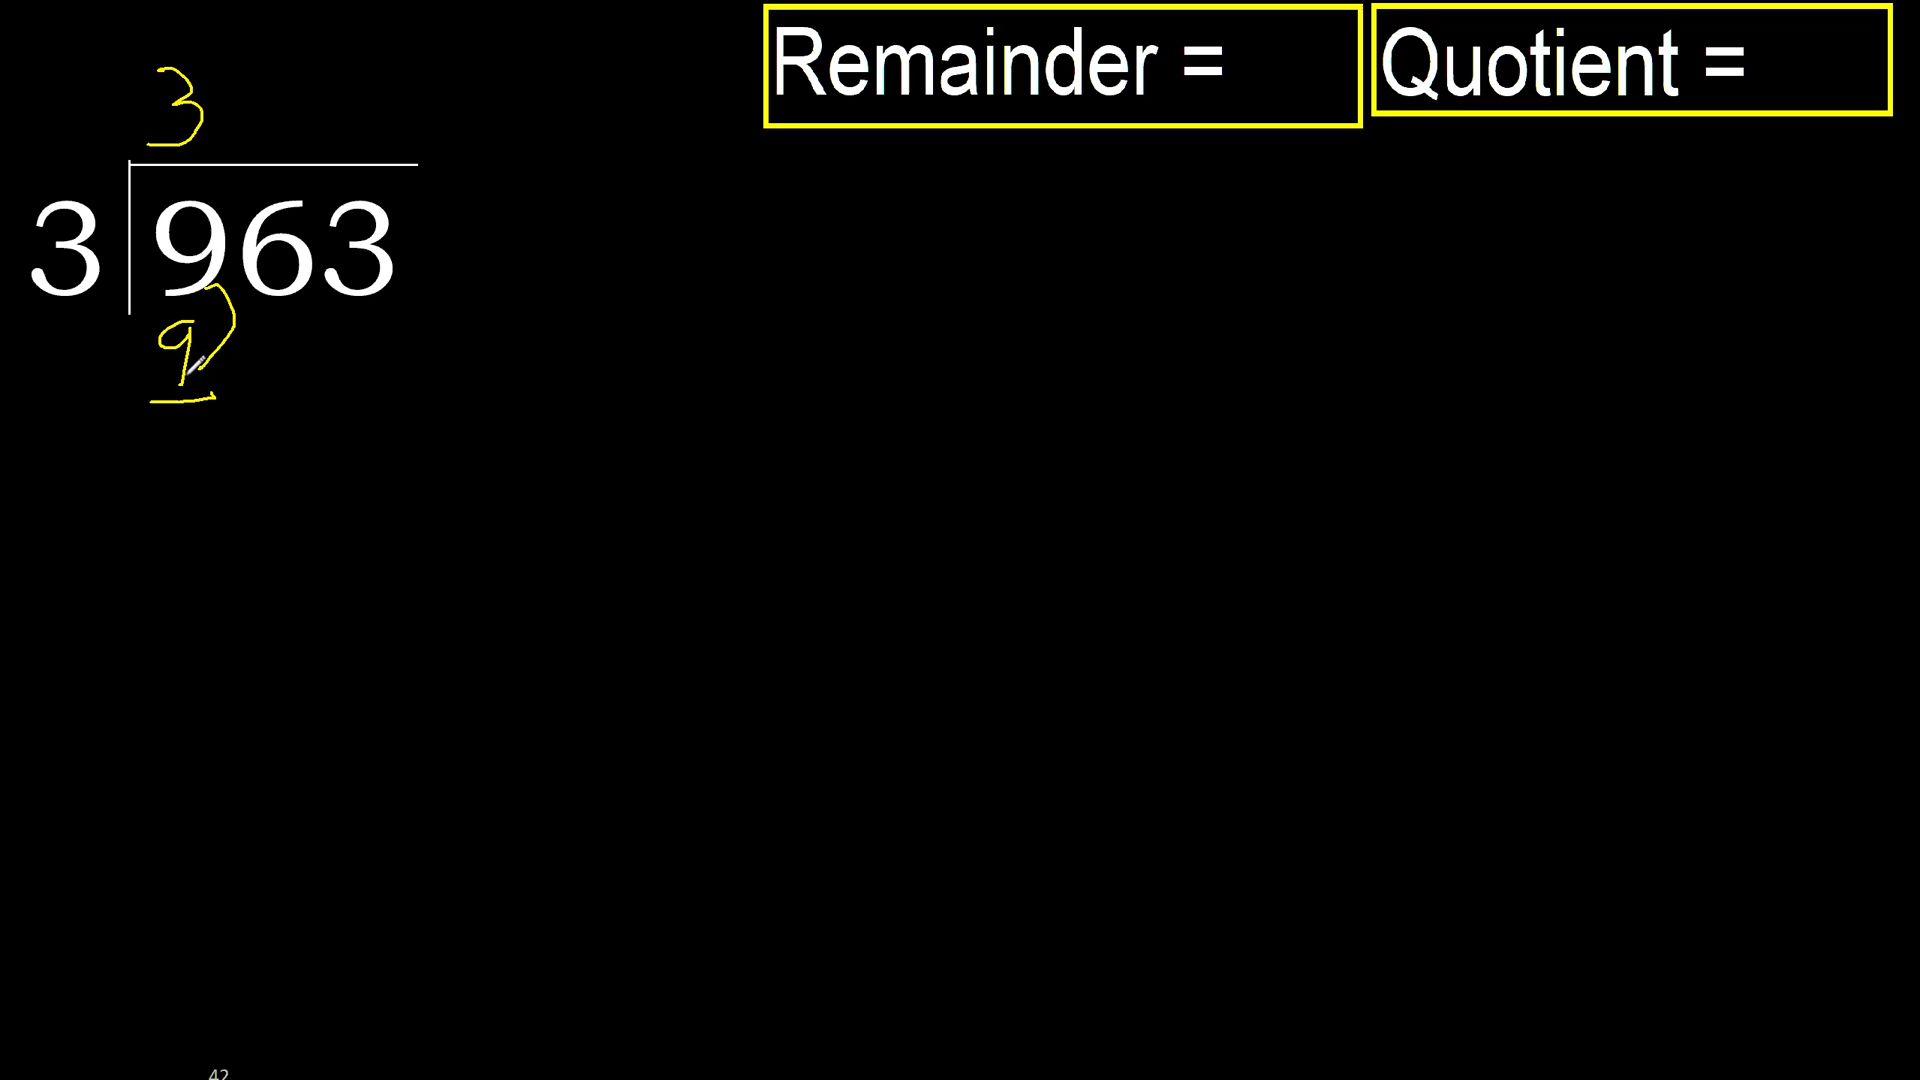 Remainder =
Quotient =
3
3 963
9
42